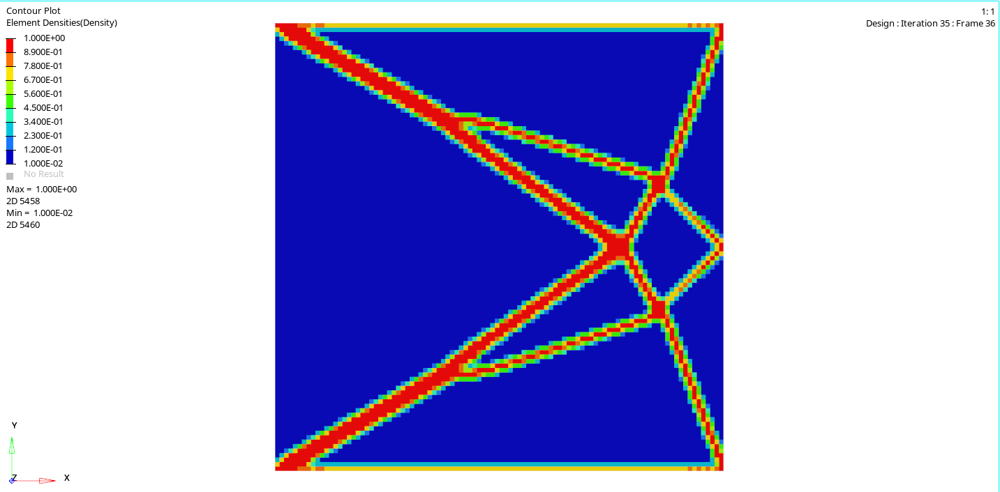 Contour Plot
Element Densities(Density)
1.000E+00
8.900E-01
7.800E-01
6.700E-01
5.600E-01
4.500E-01
3.400E-01
2.300E-01
1.200E-01
1.000E-02
No Result
Max = 1.000E+00
2D 5458
Min = 1.000E-02
2D 5460
1: 1
Design : Iteration 35 : Frame 36
Y
Z
X